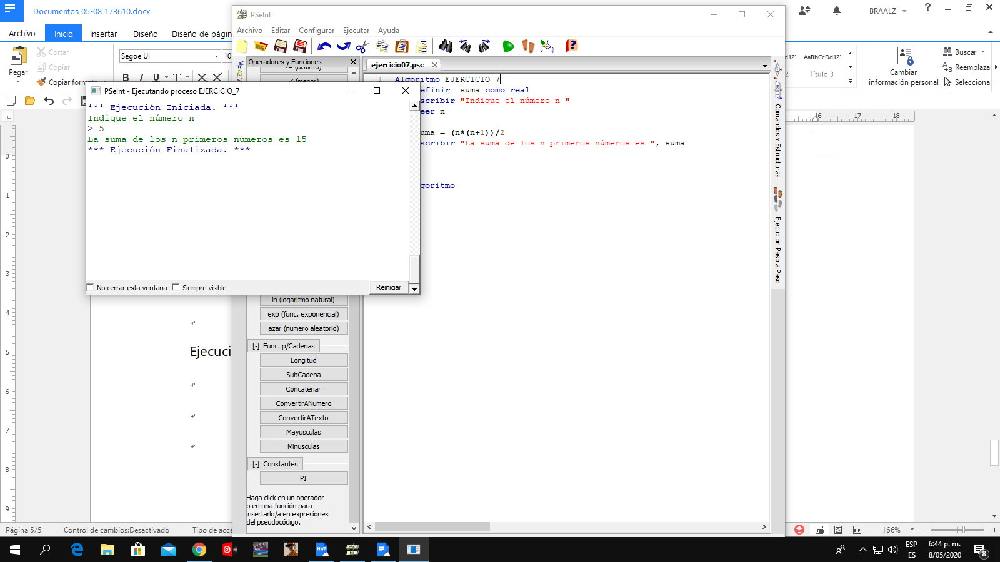 Documentos 05-08 173610.docx
Archivo
Inicio
Insertar
Diseño
Diseño de págin
Pegar
Cortar
Copiar
Copiar formato
Segoe UI
10
B I U T X₁ X¹
PSeInt
Archivo Editar Configurar Ejecutar Ayuda
BRAALZ
?
AaBbCcDd123
Título 3
Cambiar
información personal
Buscar
Reemplazar
Seleccionar
Operadores y Funciones
ejercicio07.psc
1 Algoritmo EJERCICIO_7
efinir suma como real
scribir "Indique el número n "
eer n
uma = (n*(n+1))/2
scribir "La suma de los n primeros números es ", suma
goritmo
PSeInt - Ejecutando proceso EJERCICIO_7
*** Ejecución Iniciada. ***
Indique el número n
> 5
La suma de los n primeros números es 15
*** Ejecución Finalizada. ***
No cerrar esta ventana
Siempre visible
Reiniciar
ln (logaritmo natural)
exp (func. exponencial)
azar (numero aleatorio)
[-] Func. p/Cadenas
Longitud
SubCadena
Concatenar
ConvertirANumero
ConvertirATexto
Mayusculas
Minusculas
[-] Constantes
PI
Haga click en un operador
o en una función para
insertarlo/a en expresiones
del pseudocódigo.
Comandos y Estructuras
Ejecución Paso a Paso
16 17 18
0
1
2
3
4
5
6
7
8
9
Ejecuci
Página 5/5
Control de cambios:Desactivado
Tipo de acce
166%
ESP
ES
6:44 p. m.
8/05/2020
8